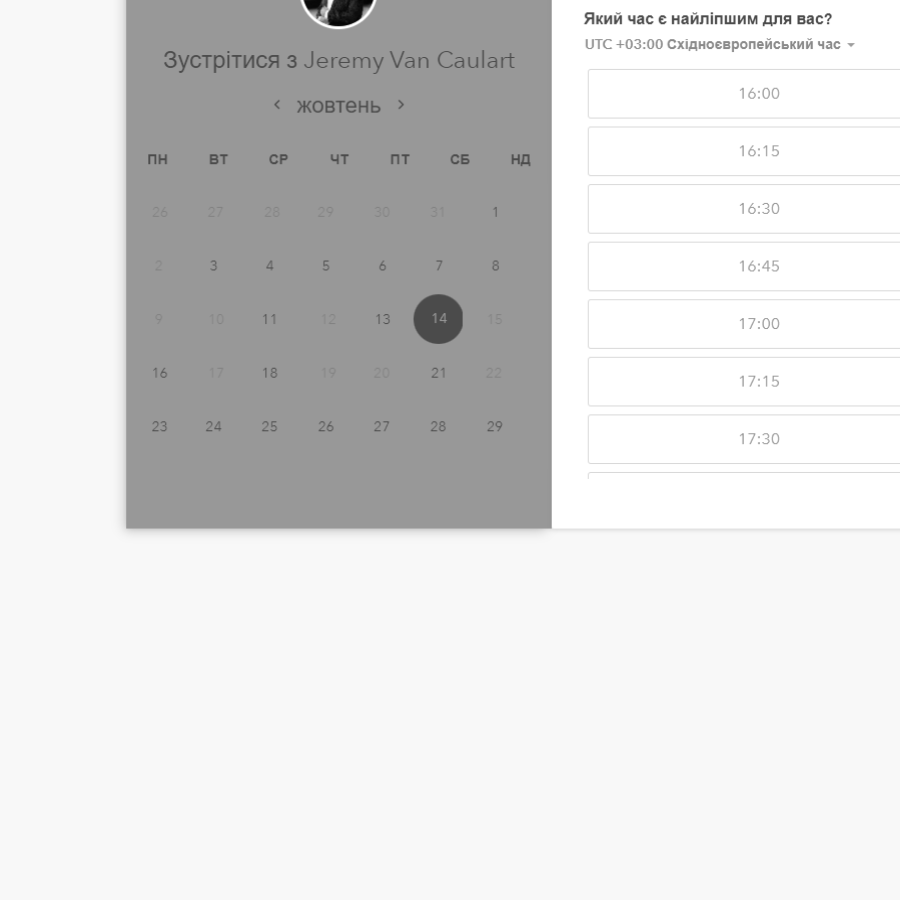 Зустрітися з Jeremy Van Caulart
жовтень
ПН ВТ СР ЧТ ПТ СБ НД
26 27 28 29 30 31 1
2 3 4 5 6 7 8
9 10 11 12 13 14 15
16 17 18 19 20 21 22
23 24 25 26 27 28 29
Який час є найліпшим для вас?
UTC +03:00 Східноєвропейський час
16:00
16:15
16:30
16:45
17:00
17:15
17:30